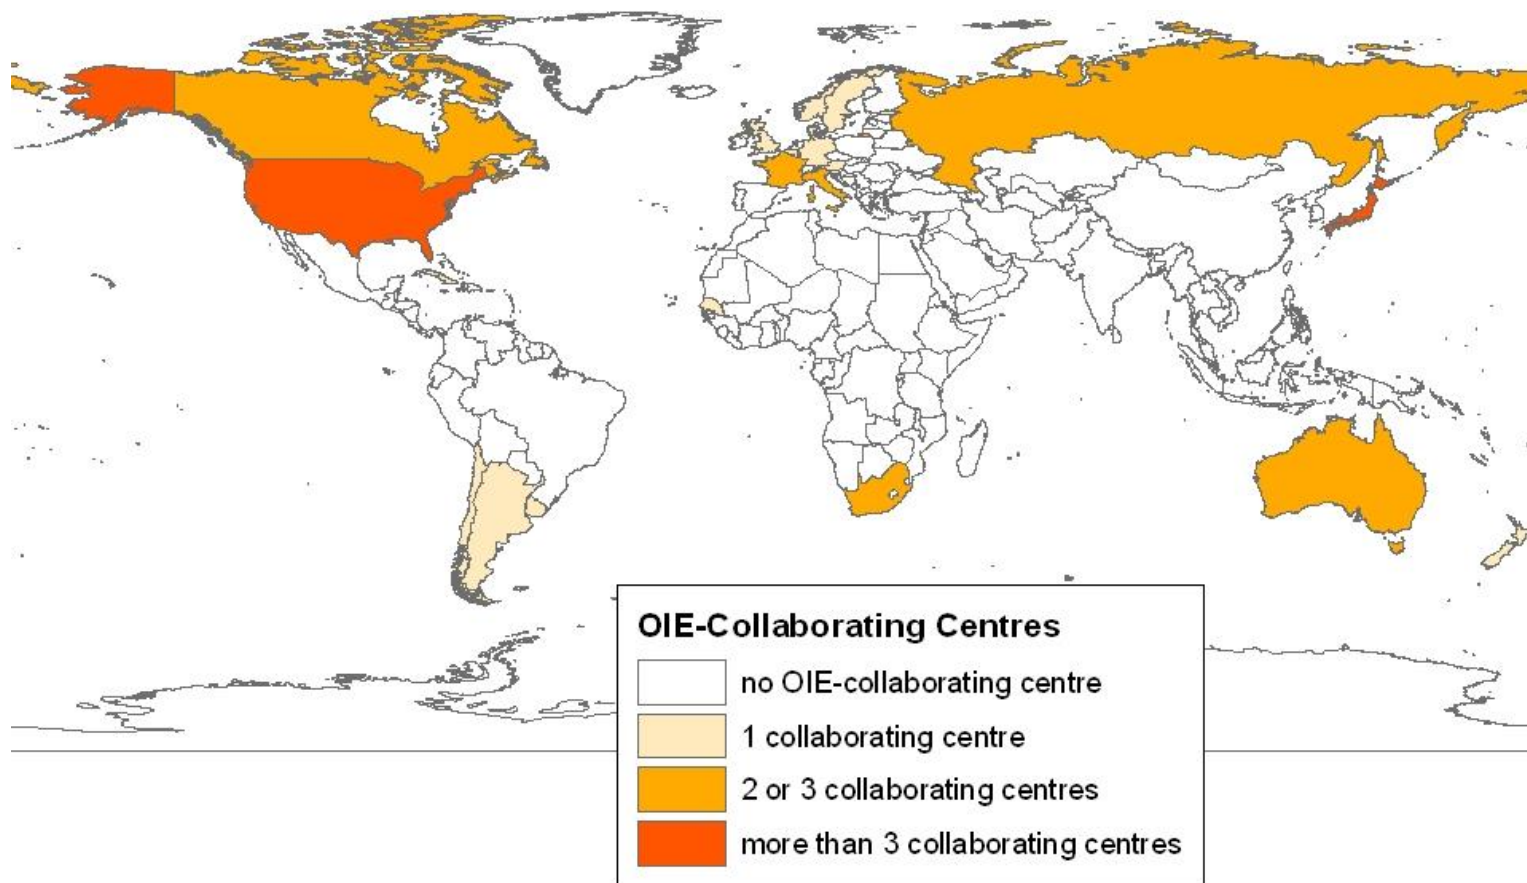 OIE-Collaborating Centres
no OIE-collaborating centre
1 collaborating centre
2 or 3 collaborating centres
more than 3 collaborating centres